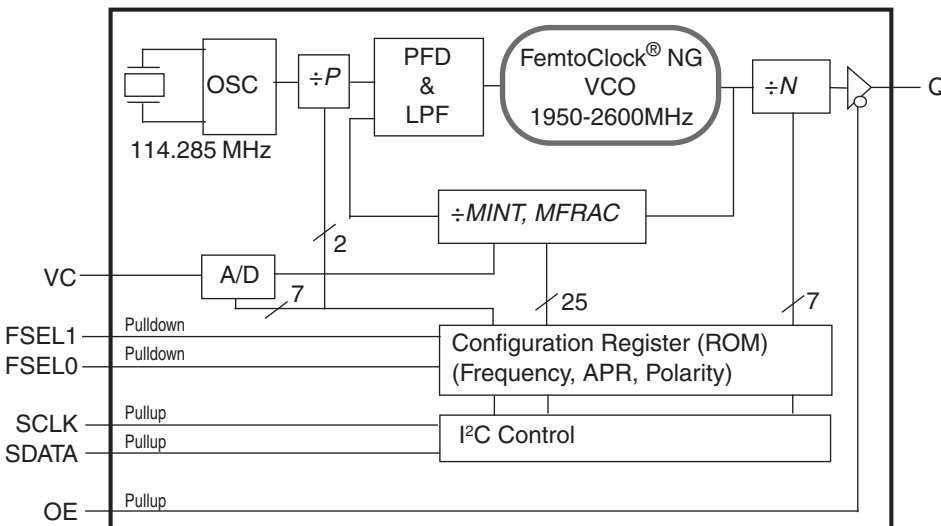 OSC
114.285 MHz
÷P
PFD
&
LPF
FemtoClock® NG
VCO
1950-2600MHz
÷N
Q
÷MINT, MFRAC
2
VC
A/D
7
25
7
FSEL1
Pulldown
FSEL0
Pulldown
Configuration Register (ROM)
(Frequency, APR, Polarity)
SCLK
Pullup
SDATA
Pullup
I²C Control
OE
Pullup